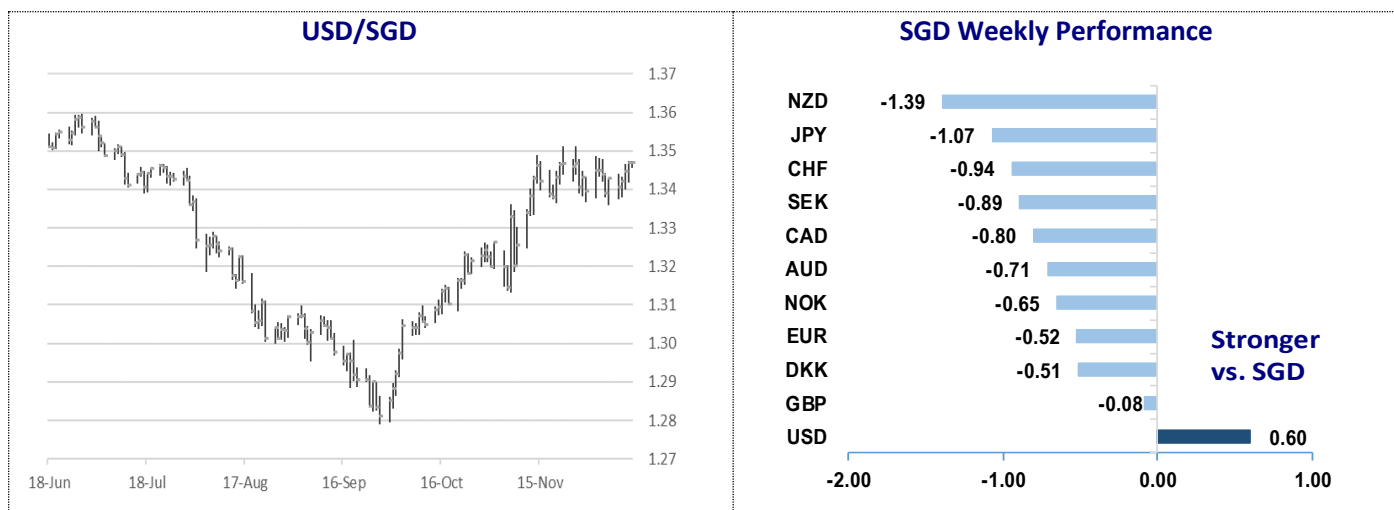 USD/SGD
1.37
1.36
1.35
1.34
1.33
1.32
1.31
1.30
1.29
1.28
1.27
18-Jun 18-Jul 17-Aug 16-Sep 16-Oct 15-Nov
SGD Weekly Performance
NZD -1.39
JPY -1.07
CHF -0.94
SEK -0.89
CAD -0.80
AUD -0.71
NOK -0.65
EUR -0.52
DKK -0.51
GBP -0.08
USD 0.60
Stronger
vs. SGD
-2.00 -1.00 0.00 1.00